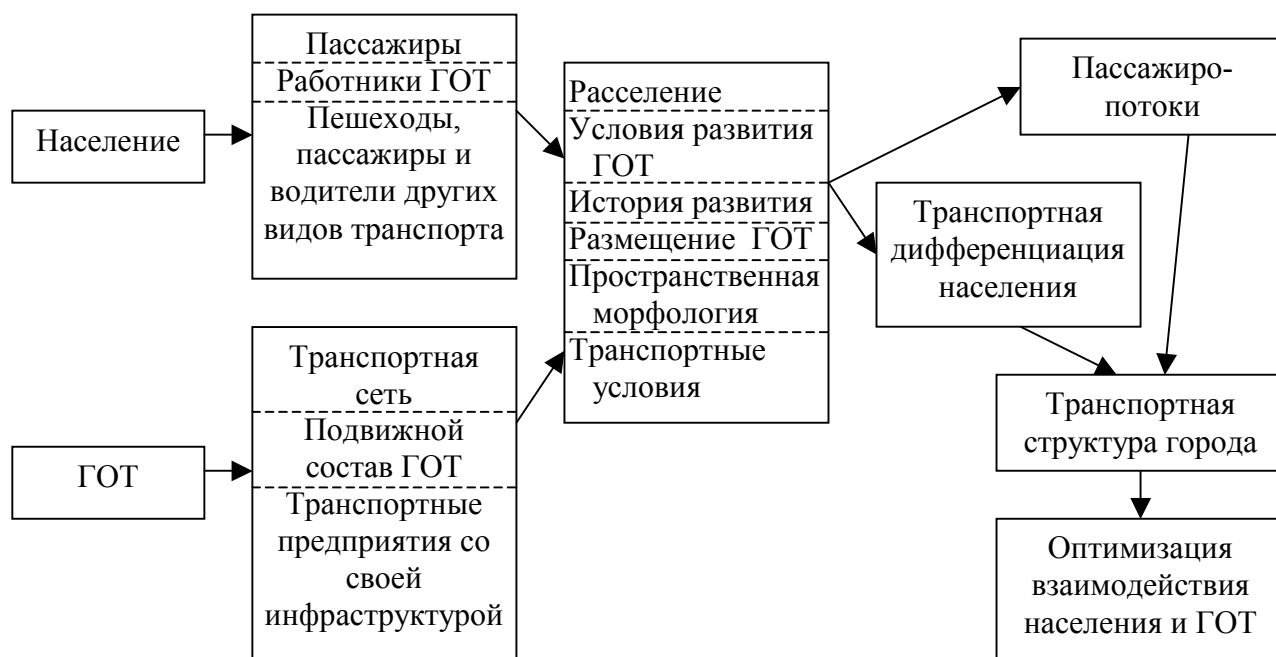 Население
Пассажиры
Работники ГОТ
Пешеходы,
пассажиры и
водители других
видов транспорта
ГОТ
Транспортная
сеть
Подвижной
состав ГОТ
Транспортные
предприятия со
своей
инфраструктурой
Расселение
Условия развития
ГОТ
История развития
Размещение ГОТ
Пространственная
морфология
Транспортные
условия
Пассажиро-
потоки
Транспортная
дифференциация
населения
Транспортная
структура города
Оптимизация
взаимодействия
населения и ГОТ